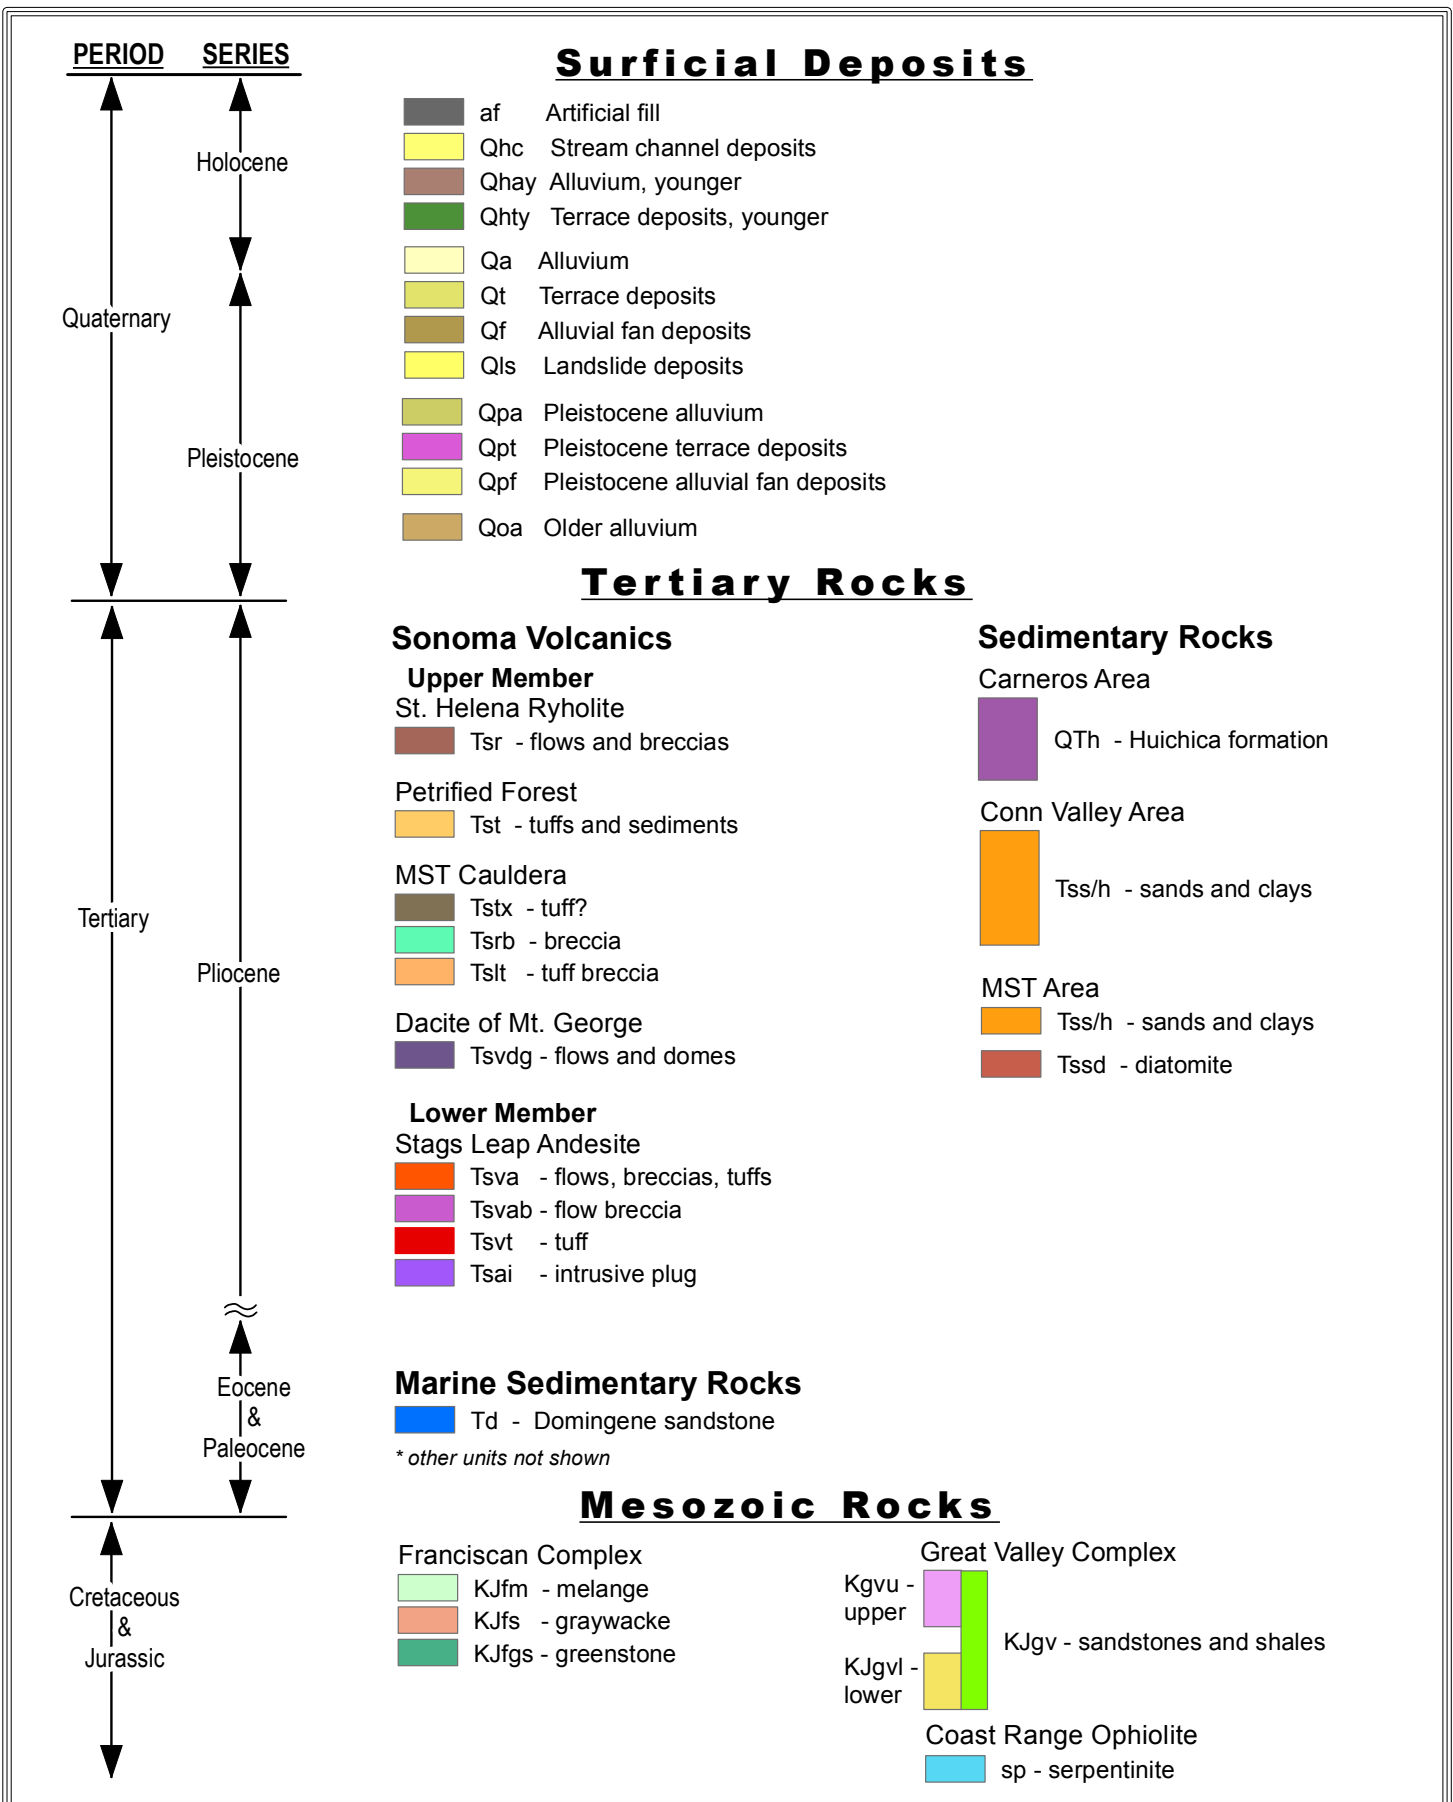 PERIOD SERIES
Surficial Deposits
af Artificial fill
Qhc Stream channel deposits
Qhay Alluvium, younger
Qhty Terrace deposits, younger
Qa Alluvium
Qt Terrace deposits
Qf Alluvial fan deposits
Qls Landslide deposits
Qpa Pleistocene alluvium
Qpt Pleistocene terrace deposits
Qpf Pleistocene alluvial fan deposits
Qoa Older alluvium
Holocene
Quaternary
Pleistocene
Tertiary Rocks
Sonoma Volcanics
Upper Member
St. Helena Ryholite
Tsr - flows and breccias
Petrified Forest
Tst - tuffs and sediments
MST Cauldera
Tstx - tuff?
Tsrb - breccia
Tslt - tuff breccia
Dacite of Mt. George
Tsvdg - flows and domes
Lower Member
Stags Leap Andesite
Tsva - flows, breccias, tuffs
Tsvab - flow breccia
Tsvt - tuff
Tsai - intrusive plug
Sedimentary Rocks
Carneros Area
QTh - Huichica formation
Conn Valley Area
Tss/h - sands and clays
MST Area
Tss/h - sands and clays
Tssd - diatomite
Tertiary
Pliocene
Eocene
&
Paleocene
Marine Sedimentary Rocks
Td - Domingene sandstone
* other units not shown
Mesozoic Rocks
Cretaceous
&
Jurassic
Franciscan Complex
KJfm - melange
KJfs - graywacke
KJfgs - greenstone
Great Valley Complex
Kgvu -
upper
KJgv - sandstones and shales
KJgvl -
lower
Coast Range Ophiolite
sp - serpentinite